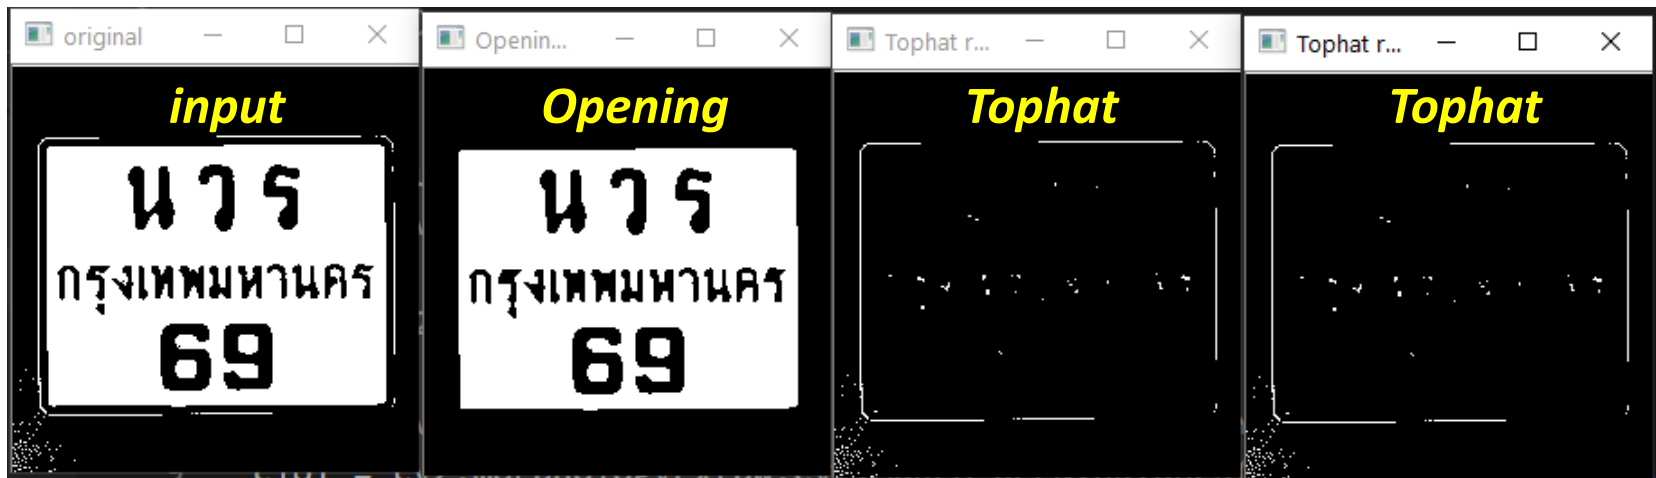 original
Openin...
Tophat r...
Tophat r...
input
Opening
Tophat
Tophat
นวร
กรุงเทพมหานคร
69
นวร
กรุงเทพมหานคร
69